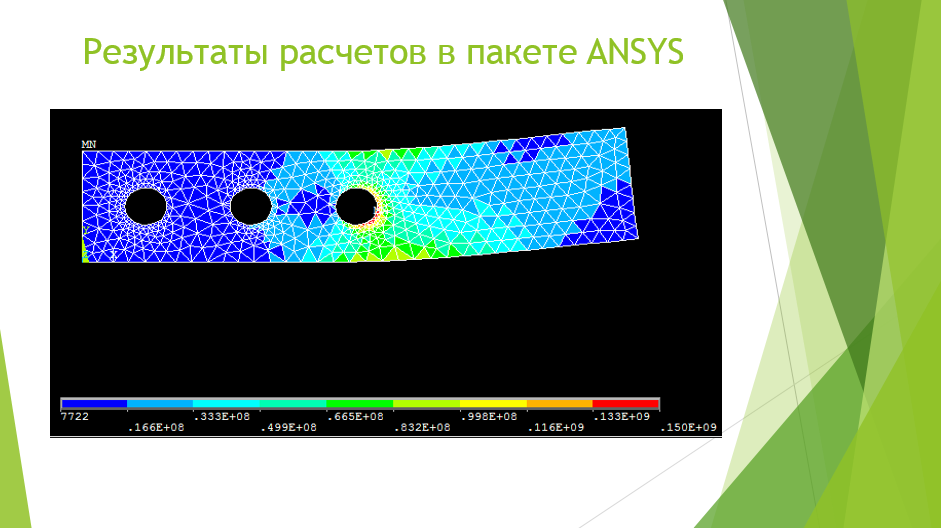 Результаты расчетов в пакете ANSYS
MN
Y
X
7722 .333E+08 .665E+08 .998E+08 .133E+09
.166E+08 .499E+08 .832E+08 .116E+09 .150E+09